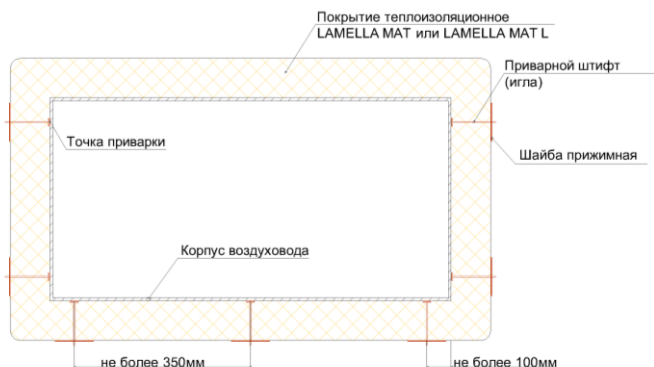 Покрытие теплоизоляционное
LAMELLA MAT или LAMELLA MAT L
Приварной штифт
(игла)
Точка приварки
Шайба прижимная
Корпус воздуховода
не более 350мм
не более 100мм